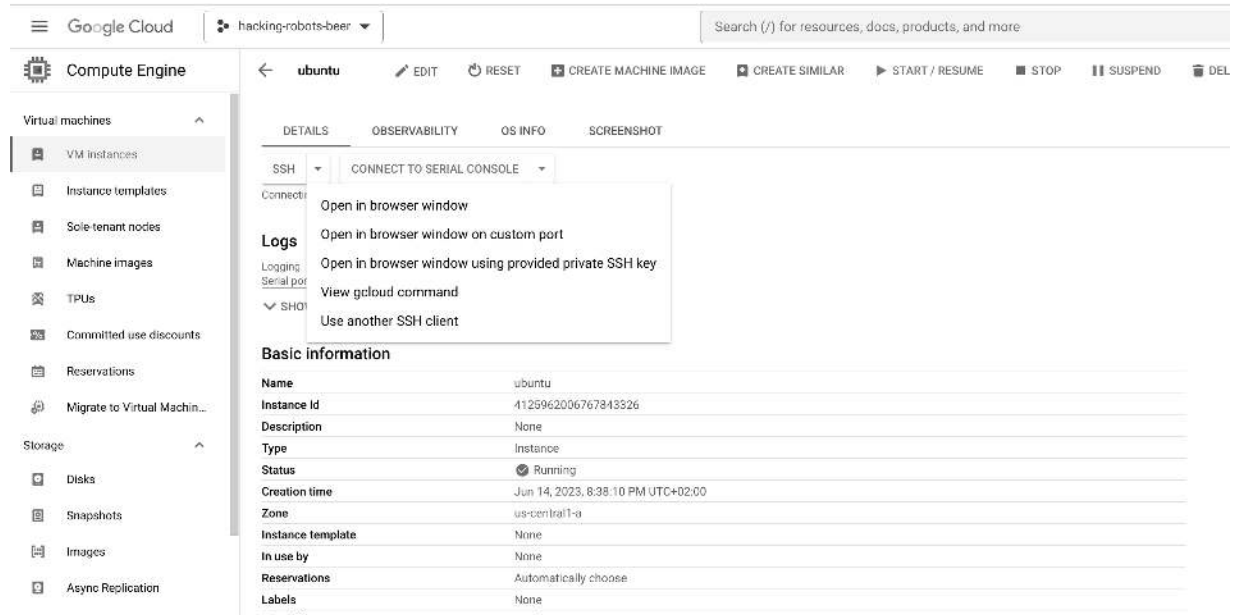 Google Cloud hacking-robots-beer Search (/) for resources, docs, products, and more
Compute Engine ubuntu EDIT RESET CREATE MACHINE IMAGE CREATE SIMILAR START / RESUME STOP SUSPEND DEL
Virtual machines
VM instances
Instance templates
Sole-tenant nodes
Machine images
TPUs
Committed use discounts
Reservations
Migrate to Virtual Machin...
Storage
Disks
Snapshots
Images
Async Replication
DETAILS OBSERVABILITY OS INFO SCREENSHOT
SSH CONNECT TO SERIAL CONSOLE
Connecti
Open in browser window
Open in browser window on custom port
Open in browser window using provided private SSH key
View gcloud command
Use another SSH client
Logs
Logging
Serial por
SHO
Basic information
Name ubuntu
Instance Id 4125962006767843326
Description None
Type Instance
Status Running
Creation time Jun 14, 2023, 8:38:10 PM UTC+02:00
Zone us-central1-a
Instance template None
In use by None
Reservations Automatically choose
Labels None